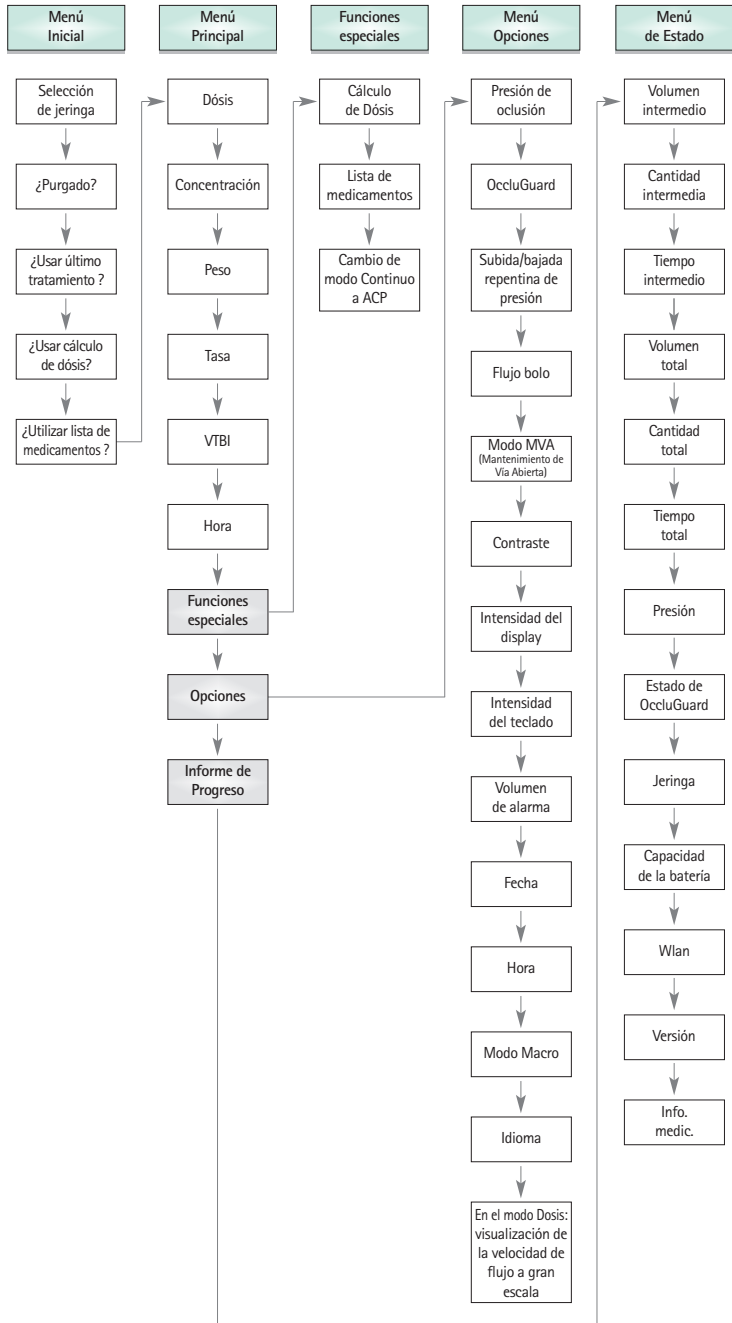 Menú
Inicial
Selección
de jeringa
¿Purgado?
¿Usar último
tratamiento ?
¿Usar cálculo
de dósis?
¿Utilizar lista de
medicamentos ?
Menú
Principal
Dósis
Concentración
Peso
Tasa
VTBI
Hora
Funciones
especiales
Opciones
Informe de
Progreso
Funciones
especiales
Cálculo
de Dósis
Lista de
medicamentos
Cambio de
modo Continuo
a ACP
Menú
Opciones
Presión de
oclusión
OccluGuard
Subida/bajada
repentina de
presión
Flujo bolo
Modo MVA
(Mantenimiento de
Vía Abierta)
Contraste
Intensidad del
display
Intensidad
del teclado
Volumen
de alarma
Fecha
Hora
Modo Macro
Idioma
En el modo Dosis:
visualización de
la velocidad de
flujo a gran
escala
Menú
de Estado
Volumen
intermedio
Cantidad
intermedia
Tiempo
intermedio
Volumen
total
Cantidad
total
Tiempo
total
Presión
Estado de
OccluGuard
Jeringa
Capacidad
de la batería
Wlan
Versión
Info.
medic.